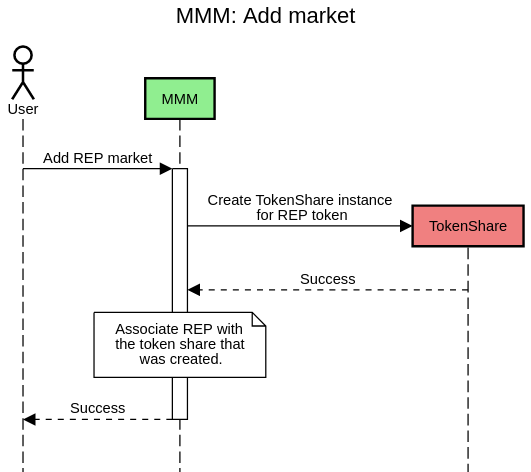 MMM: Add market
User
MMM
Add REP market
Create TokenShare instance
for REP token
TokenShare
Success
Associate REP with
the token share that
was created.
Success